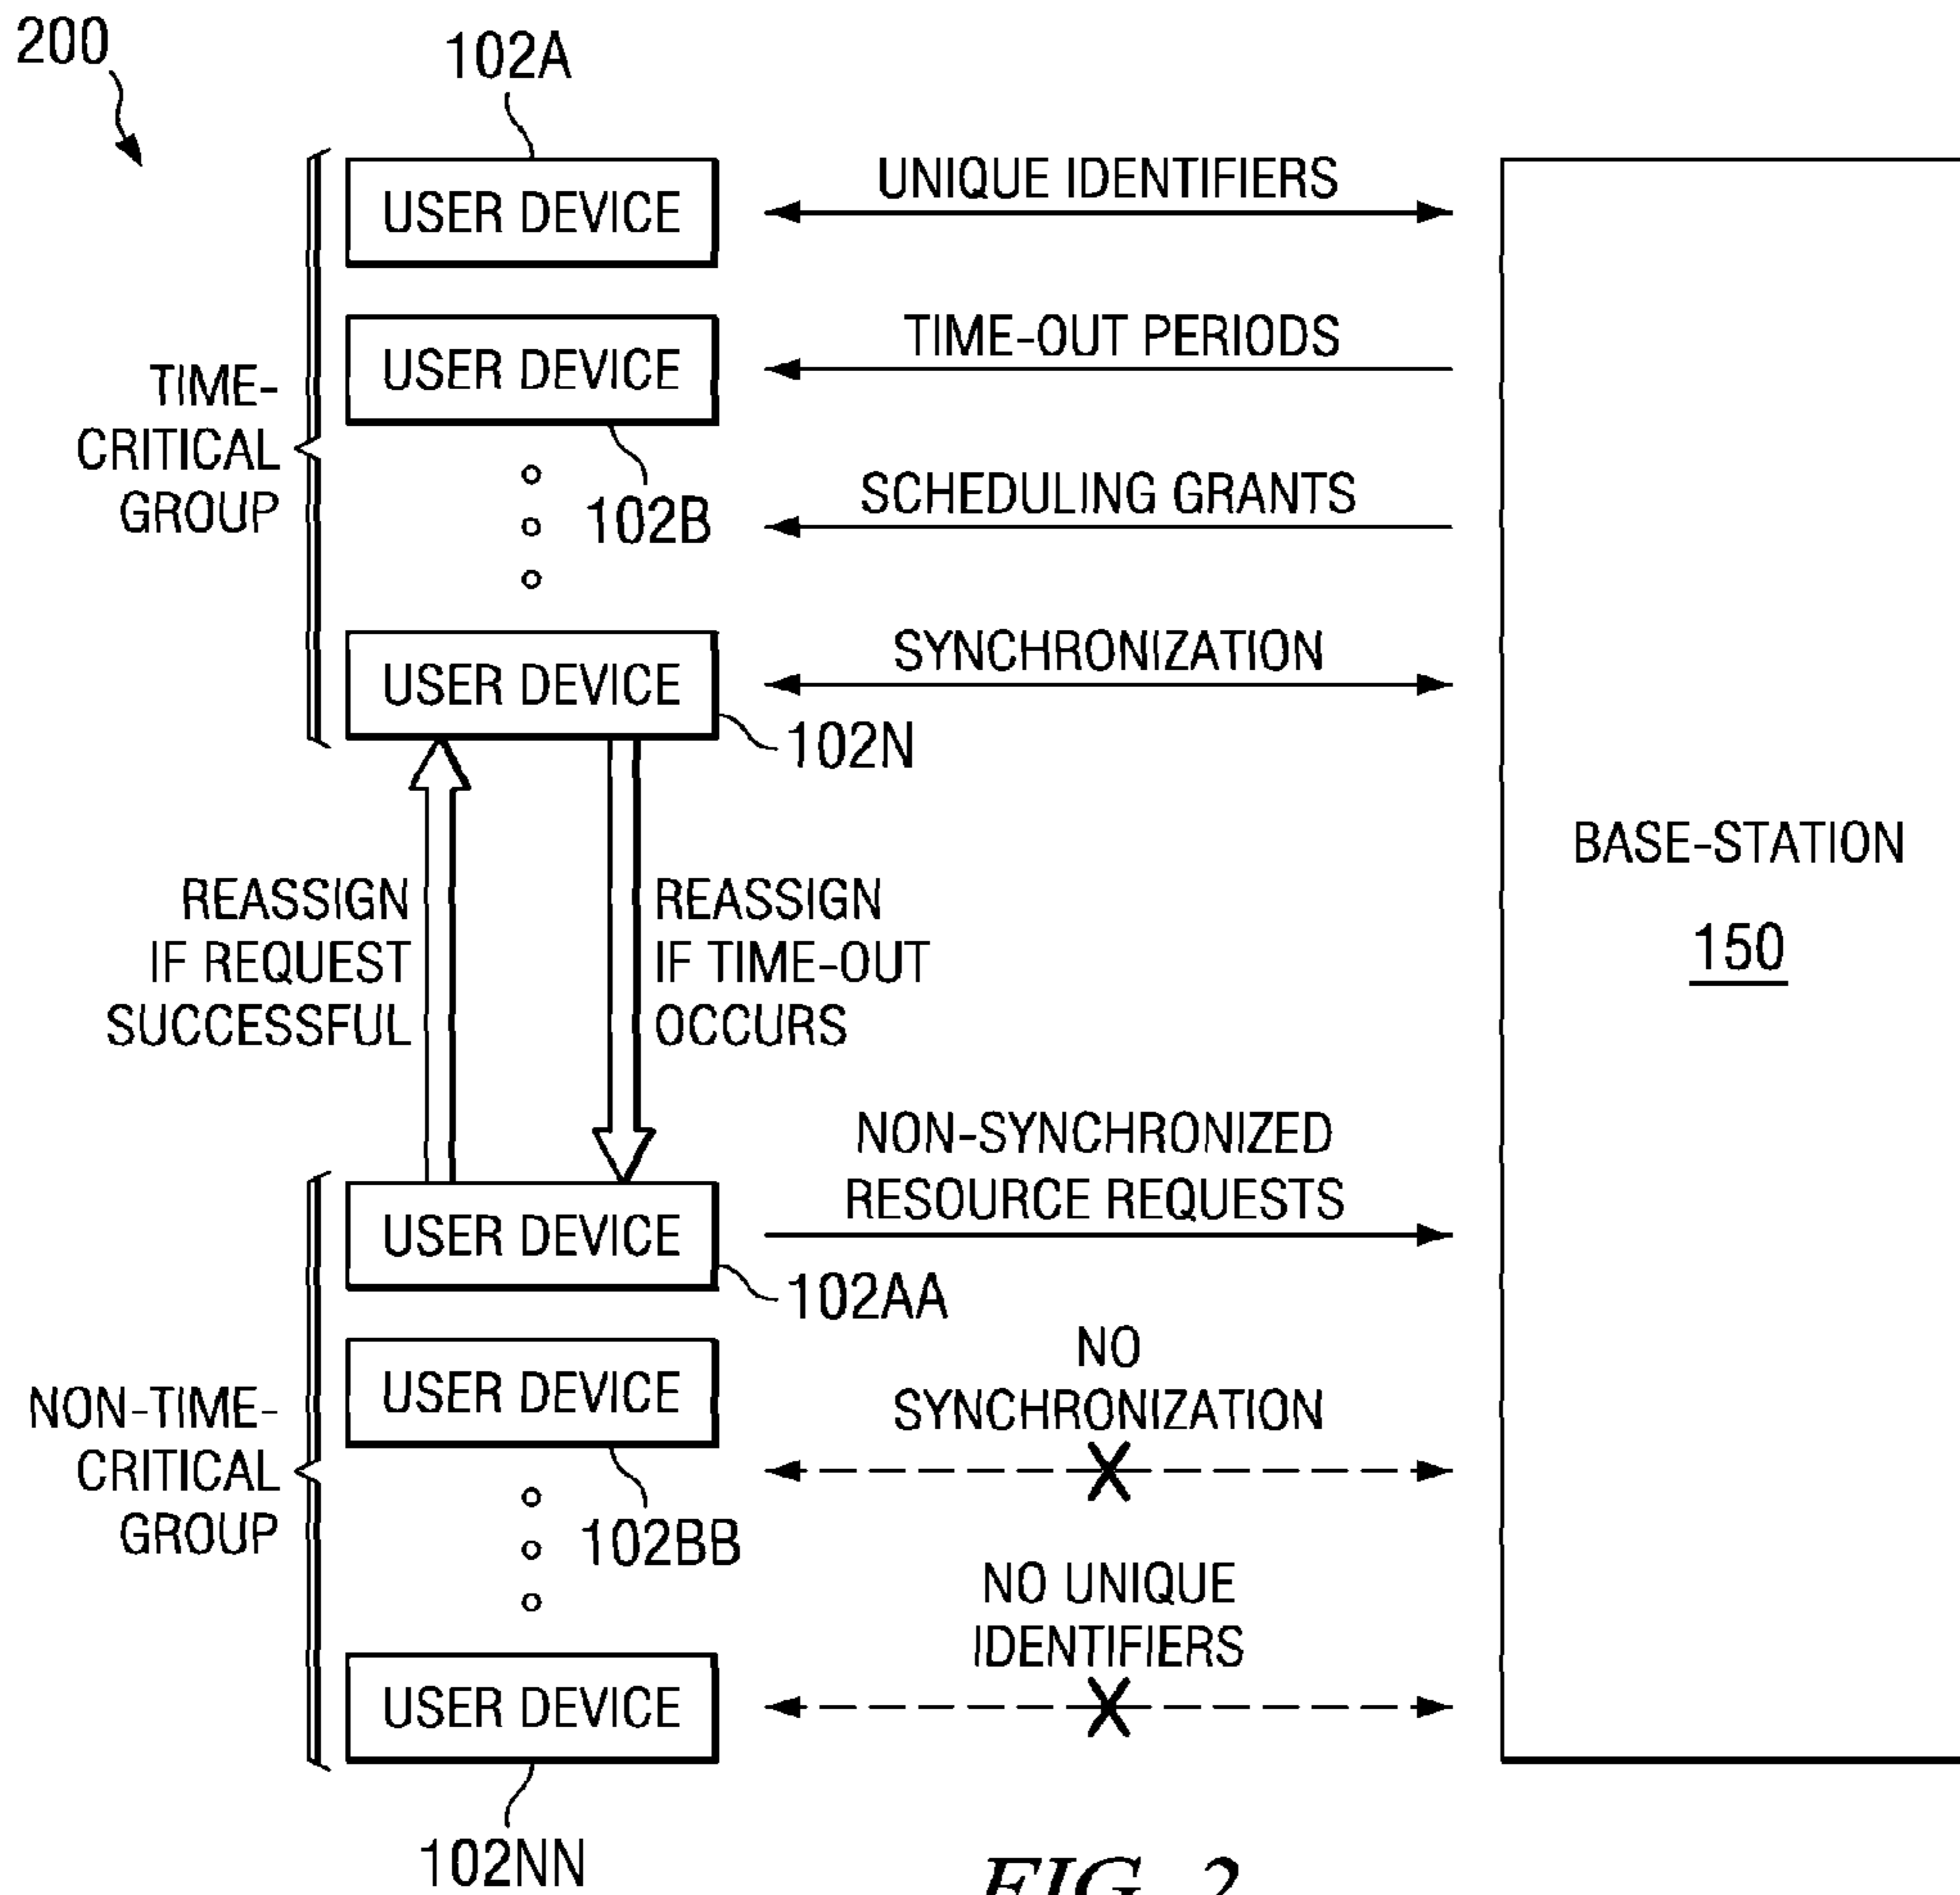 200
102A
USER DEVICE
UNIQUE IDENTIFIERS
USER DEVICE
TIME-OUT PERIODS
TIME-
CRITICAL
GROUP
102B
SCHEDULING GRANTS
USER DEVICE
SYNCHRONIZATION
102N
BASE-STATION
150
REASSIGN
IF REQUEST
SUCCESSFUL
REASSIGN
IF TIME-OUT
OCCURS
NON-SYNCHRONIZED
RESOURCE REQUESTS
USER DEVICE
102AA
NO
SYNCHRONIZATION
USER DEVICE
NON-TIME-
CRITICAL
GROUP
102BB
NO UNIQUE
IDENTIFIERS
USER DEVICE
102NN
FIG. 2